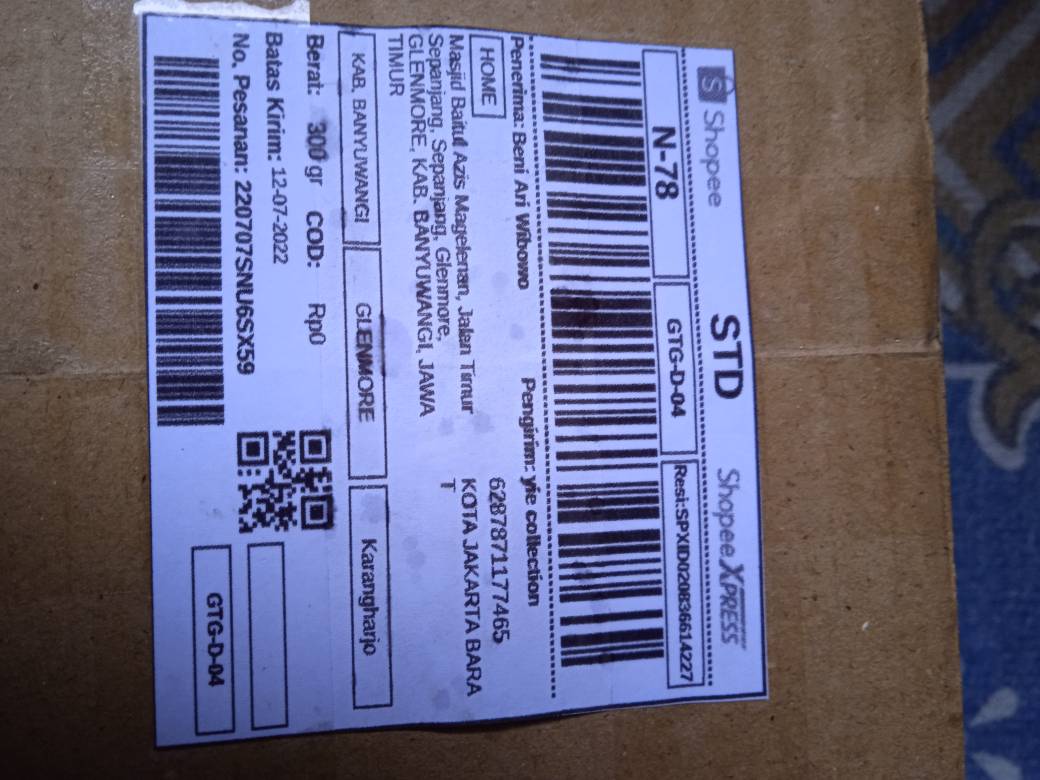 Shopee
STD
Shopee XPRESS
N-78
GTG-D-04
Resi:SPXID020836614227
Penerima: Beni Ari Wibowo
Pengirim: yie collection
HOME
6287871177465
KOTA JAKARTA BARA
T
Masjid Baitul Azis Magelenan, Jalan Timur
Sepanjang, Sepanjang, Glenmore,
GLENMORE, KAB. BANYUWANGI, JAWA
TIMUR
KAB. BANYUWANGI
GLENMORE
Karangharjo
Berat: 300 gr COD: Rp0
Batas Kirim: 12-07-2022
No. Pesanan: 220707SNU6SX59
GTG-D-04